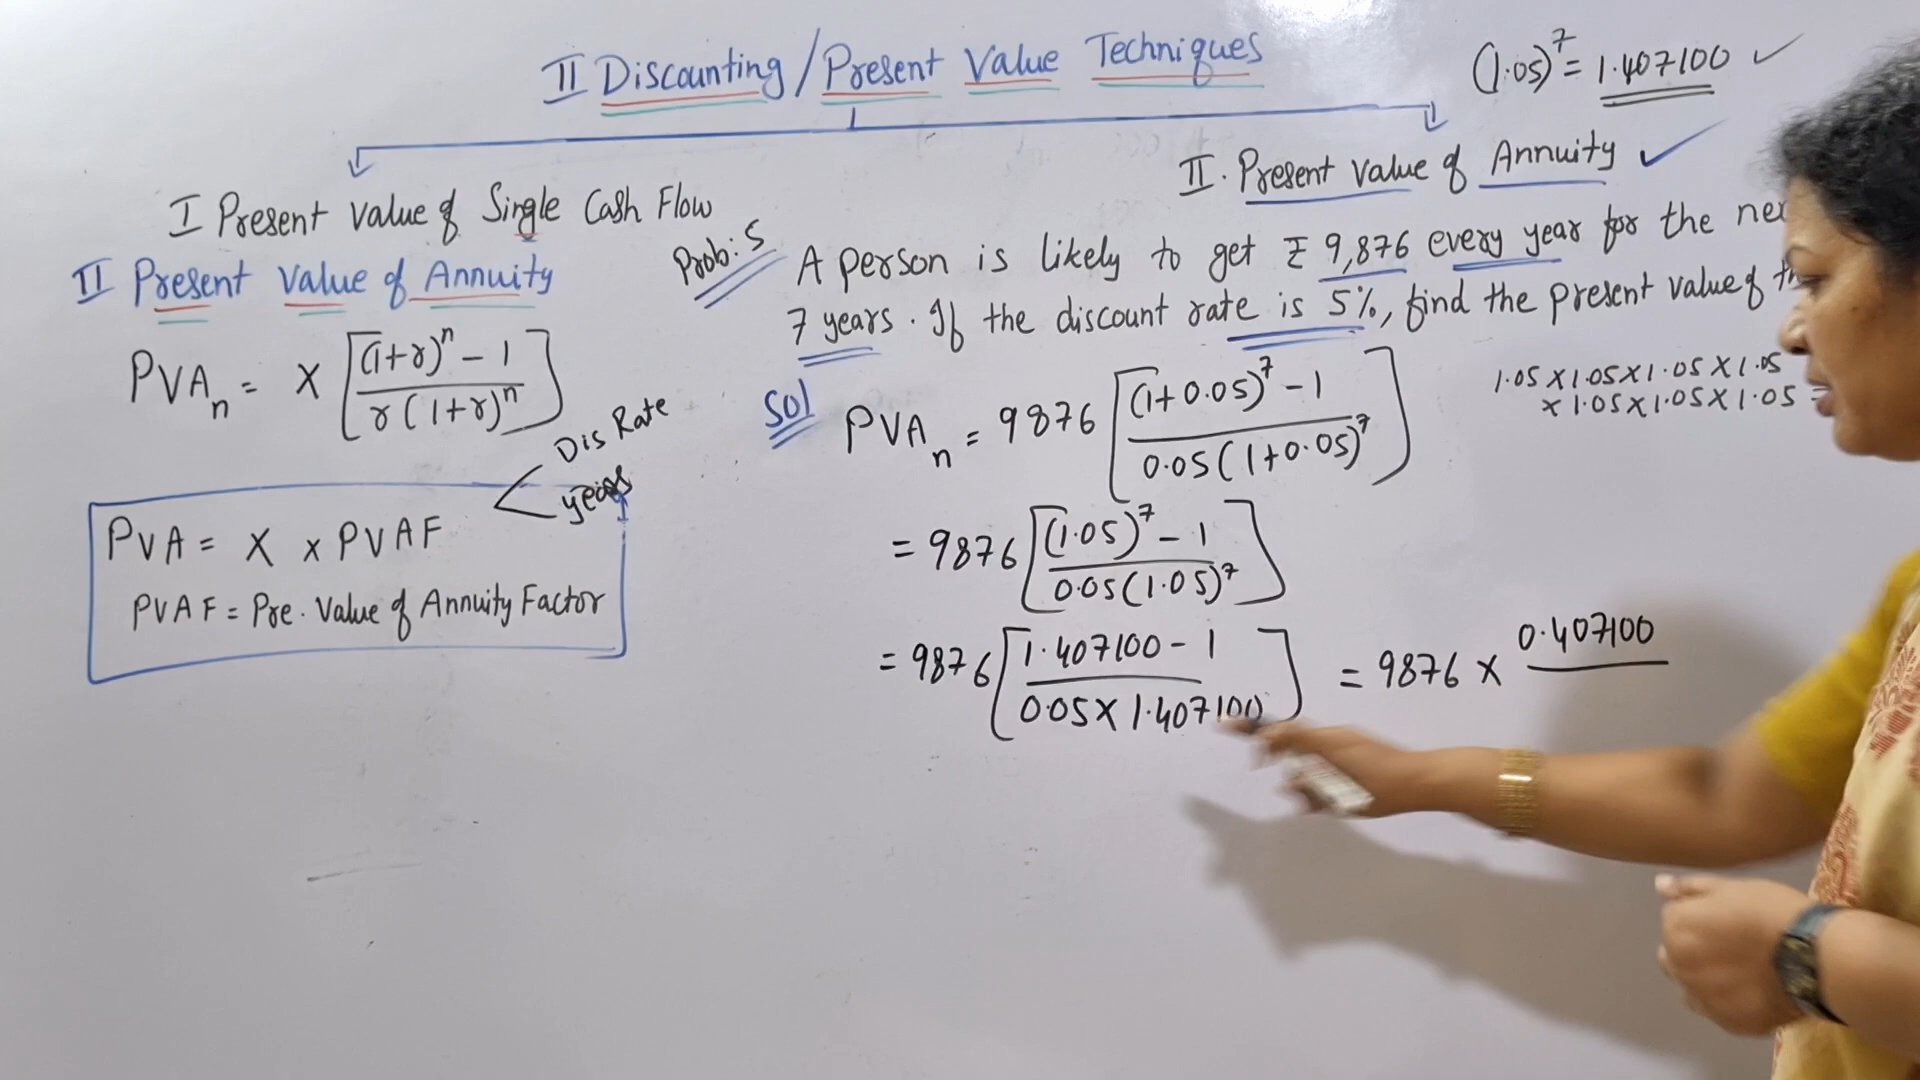 II Discounting / Present Value Techniques
(1.05)^7 = 1.407100 ✓
I Present Value of Single Cash Flow
II. Present Value of Annuity ✓
II Present Value of Annuity
PVA_n = X [((1+r)^n - 1) / (r(1+r)^n)]
Dis Rate
years
PVA = X x PVAF
PVAF = Pre. Value of Annuity Factor
Prob: 5
A person is likely to get ₹ 9,876 every year for the
7 years. If the discount rate is 5%, find the present value of
Sol
PVA_n = 9876 [((1+0.05)^7 - 1) / (0.05(1+0.05)^7)]
1.05 X 1.05 X 1.05 X 1.05
X 1.05 X 1.05 X 1.05 =
= 9876 [((1.05)^7 - 1) / (0.05(1.05)^7)]
= 9876 [(1.407100 - 1) / (0.05 X 1.407100)] = 9876 X 0.407100